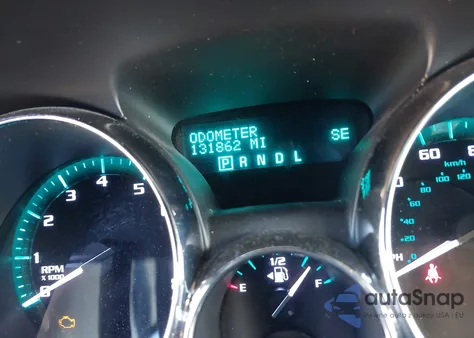 ODOMETER SE
131862 MI
P R N D L
1 2 3 4 5
RPM
X 1000
0
1/2
E F
60
km/h
80 100 120
60
40
20
0
autoSnap